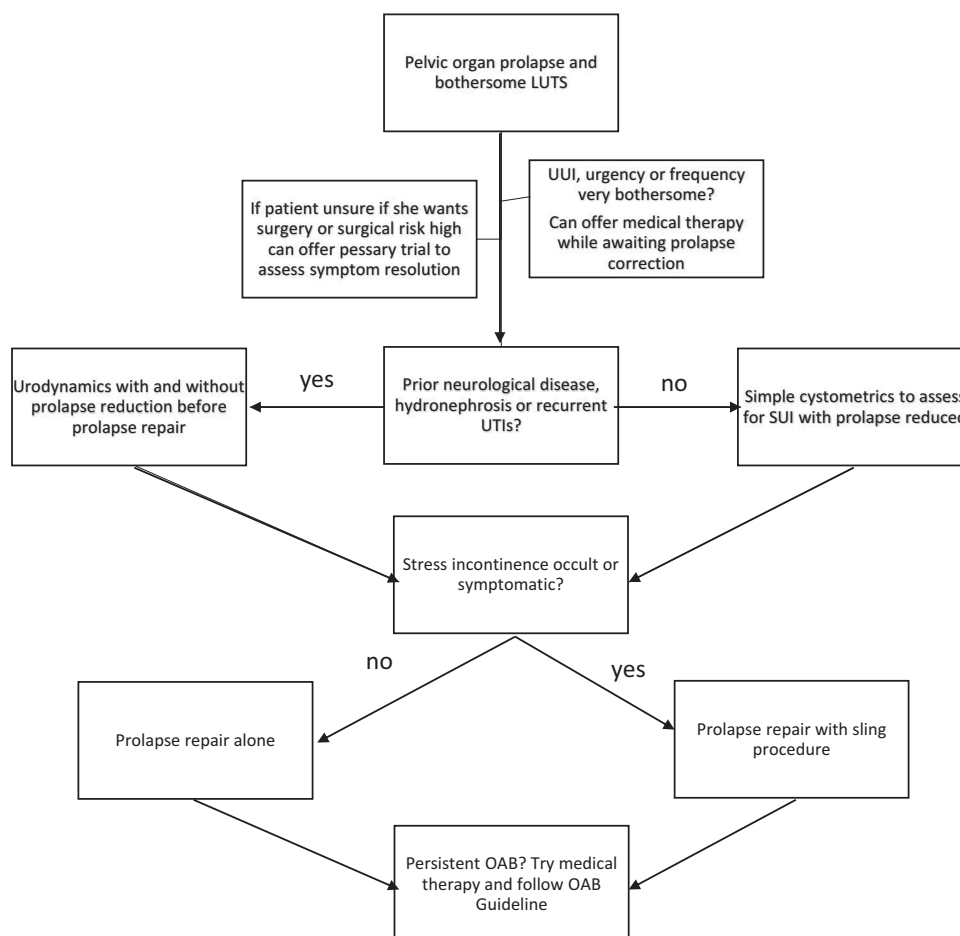 Pelvic organ prolapse and
bothersome LUTS
If patient unsure if she wants
surgery or surgical risk high
can offer pessary trial to
assess symptom resolution
UUI, urgency or frequency
very bothersome?
Can offer medical therapy
while awaiting prolapse
correction
Urodynamics with and without
prolapse reduction before
prolapse repair
yes
Prior neurological disease,
hydronephrosis or recurrent
UTIs?
no
Simple cystometrics to assess
for SUI with prolapse reduced
Stress incontinence occult or
symptomatic?
no
yes
Prolapse repair alone
Prolapse repair with sling
procedure
Persistent OAB? Try medical
therapy and follow OAB
Guideline